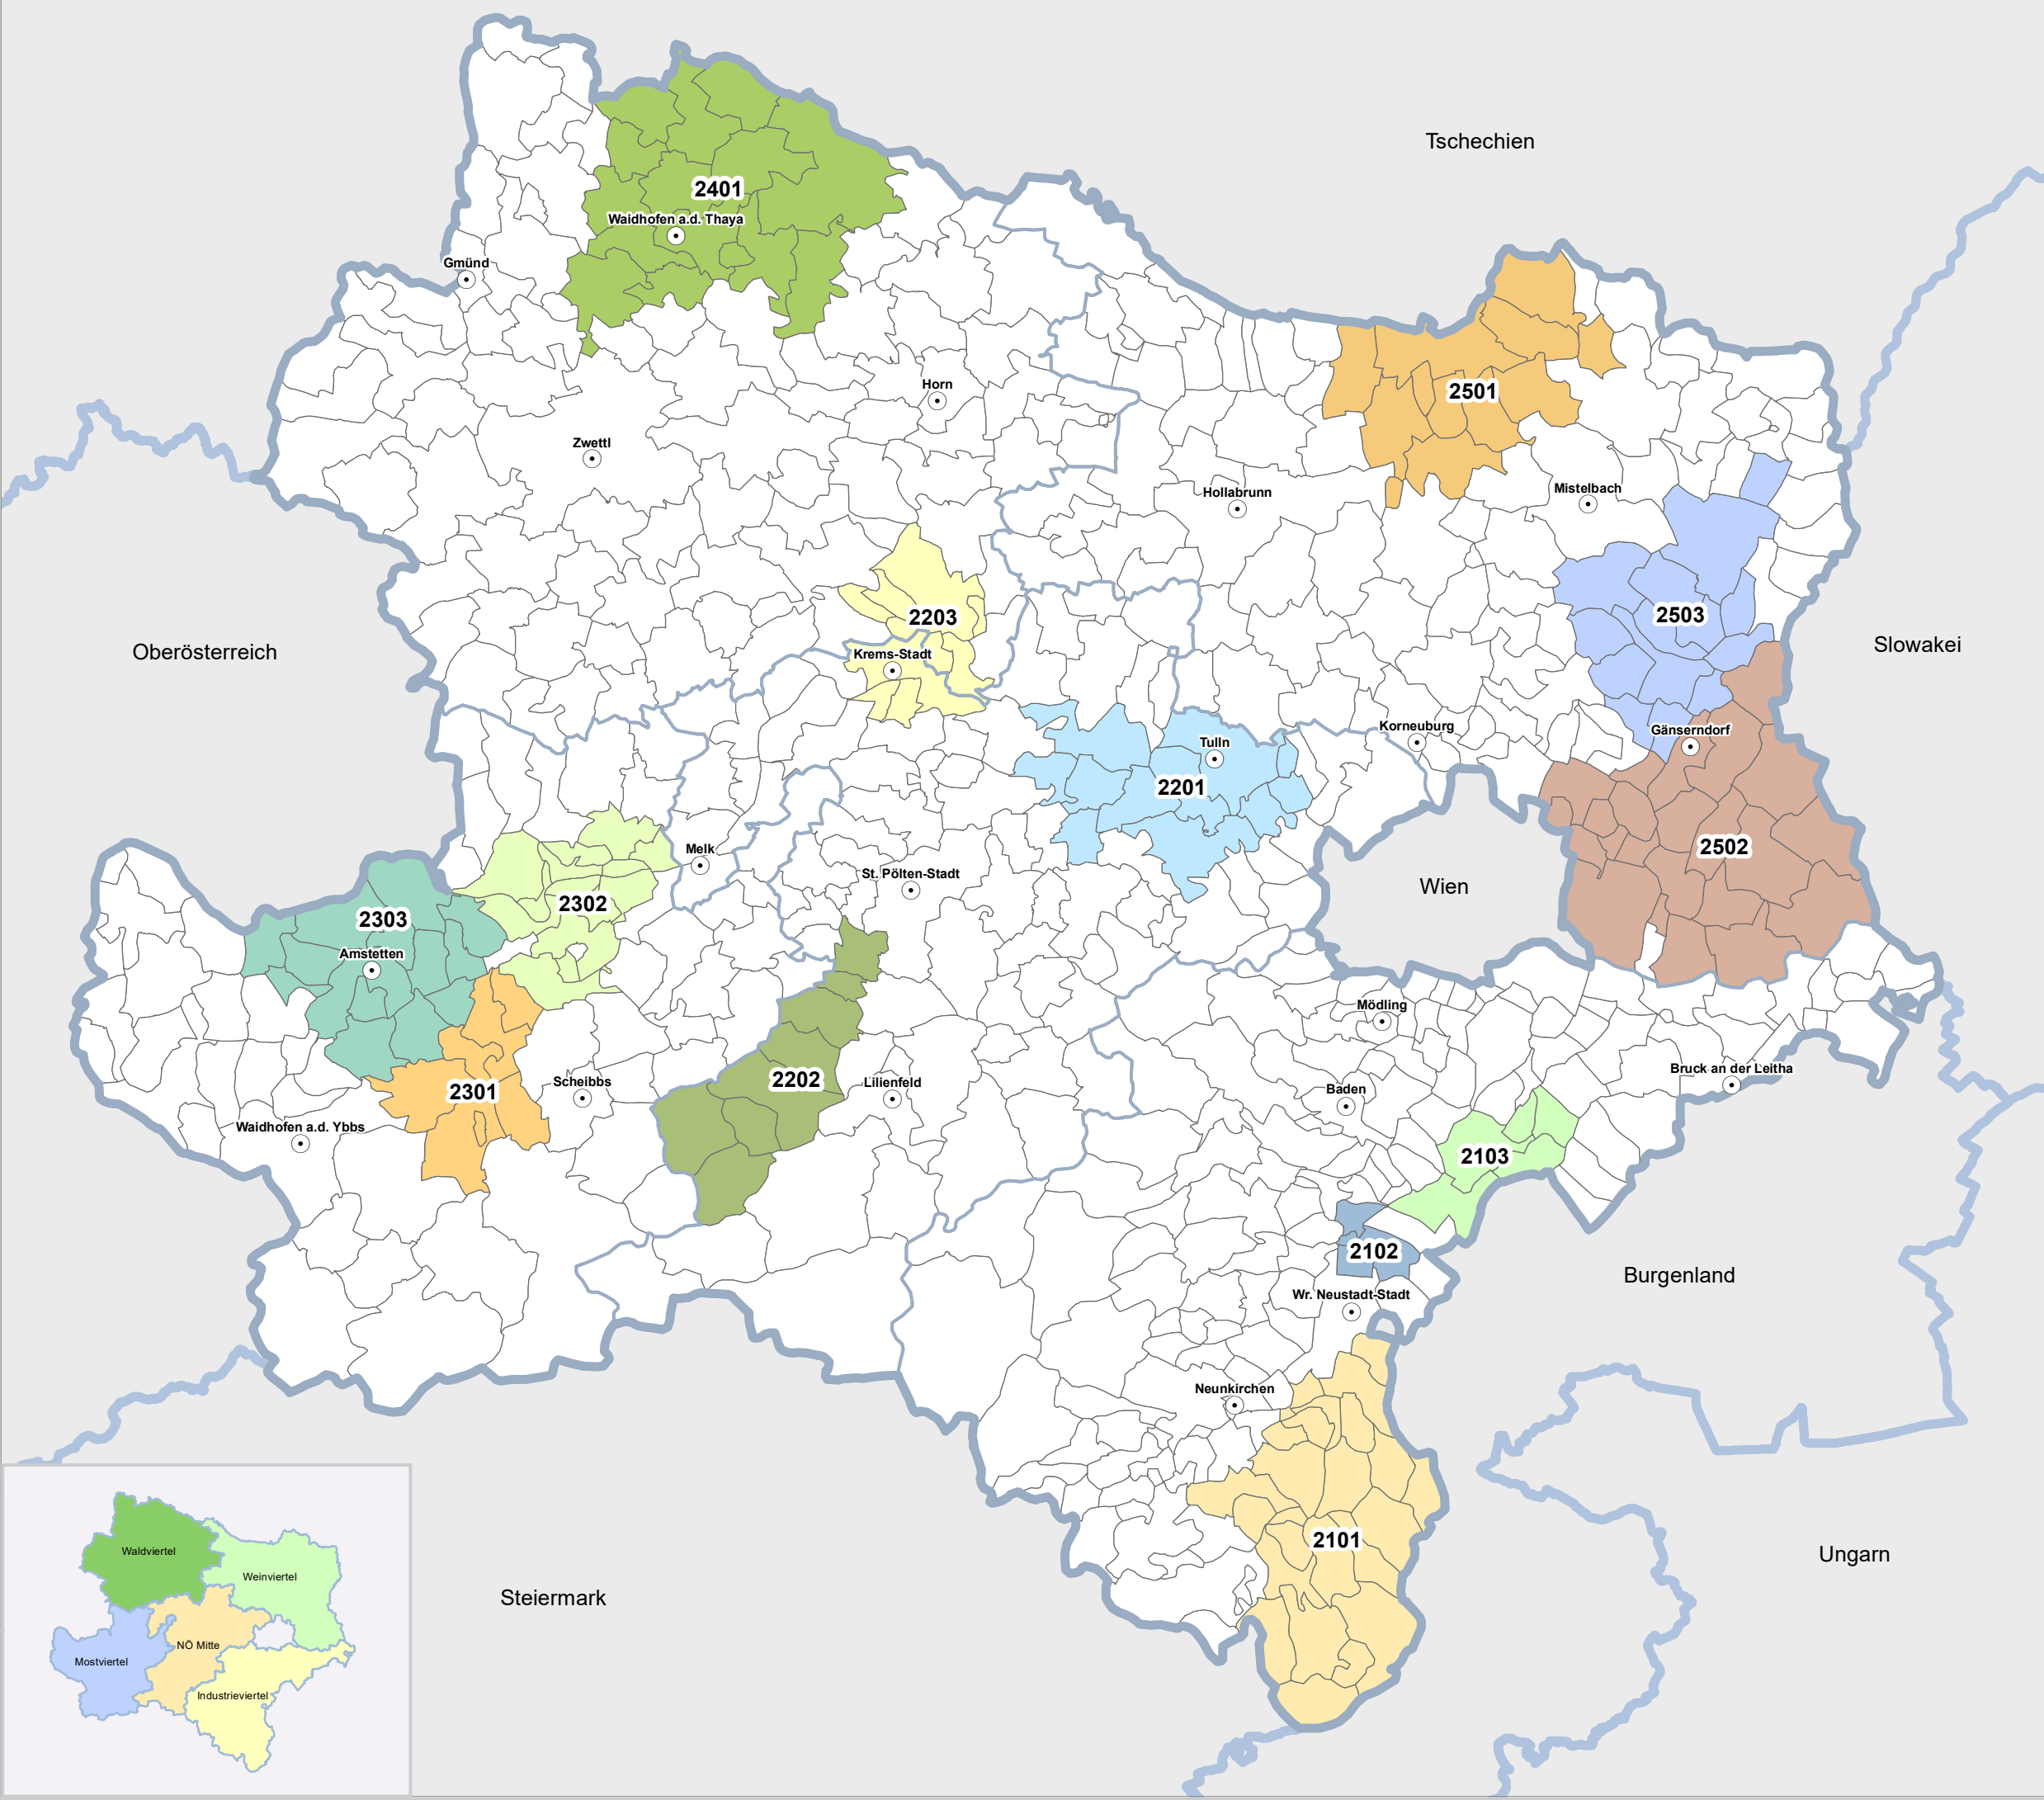 Tschechien
2401
Waidhofen a.d. Thaya
Gmünd
2501
Horn
Zwettl
Mistelbach
Hollabrunn
2503
2203
Slowakei
Oberösterreich
Krems-Stadt
Korneuburg
Gänserndorf
Tulln
2201
2502
Melk
St. Pölten-Stadt
Wien
2302
2303
Amstetten
Mödling
Bruck an der Leitha
2202
Lilienfeld
Scheibbs
2301
Baden
Waidhofen a.d. Ybbs
2103
2102
Burgenland
Wr. Neustadt-Stadt
Neunkirchen
2101
Ungarn
Steiermark
Waldviertel
Weinviertel
NÖ Mitte
Mostviertel
Industrieviertel